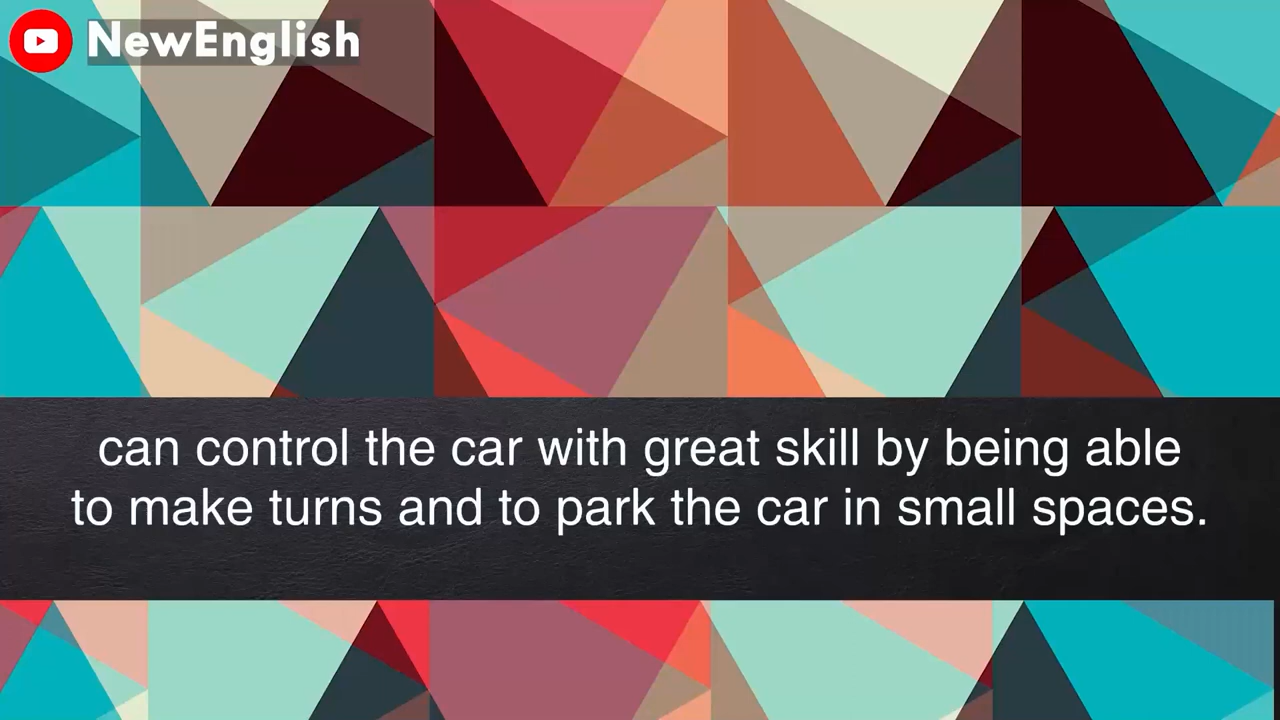 NewEnglish
can control the car with great skill by being able
to make turns and to park the car in small spaces.